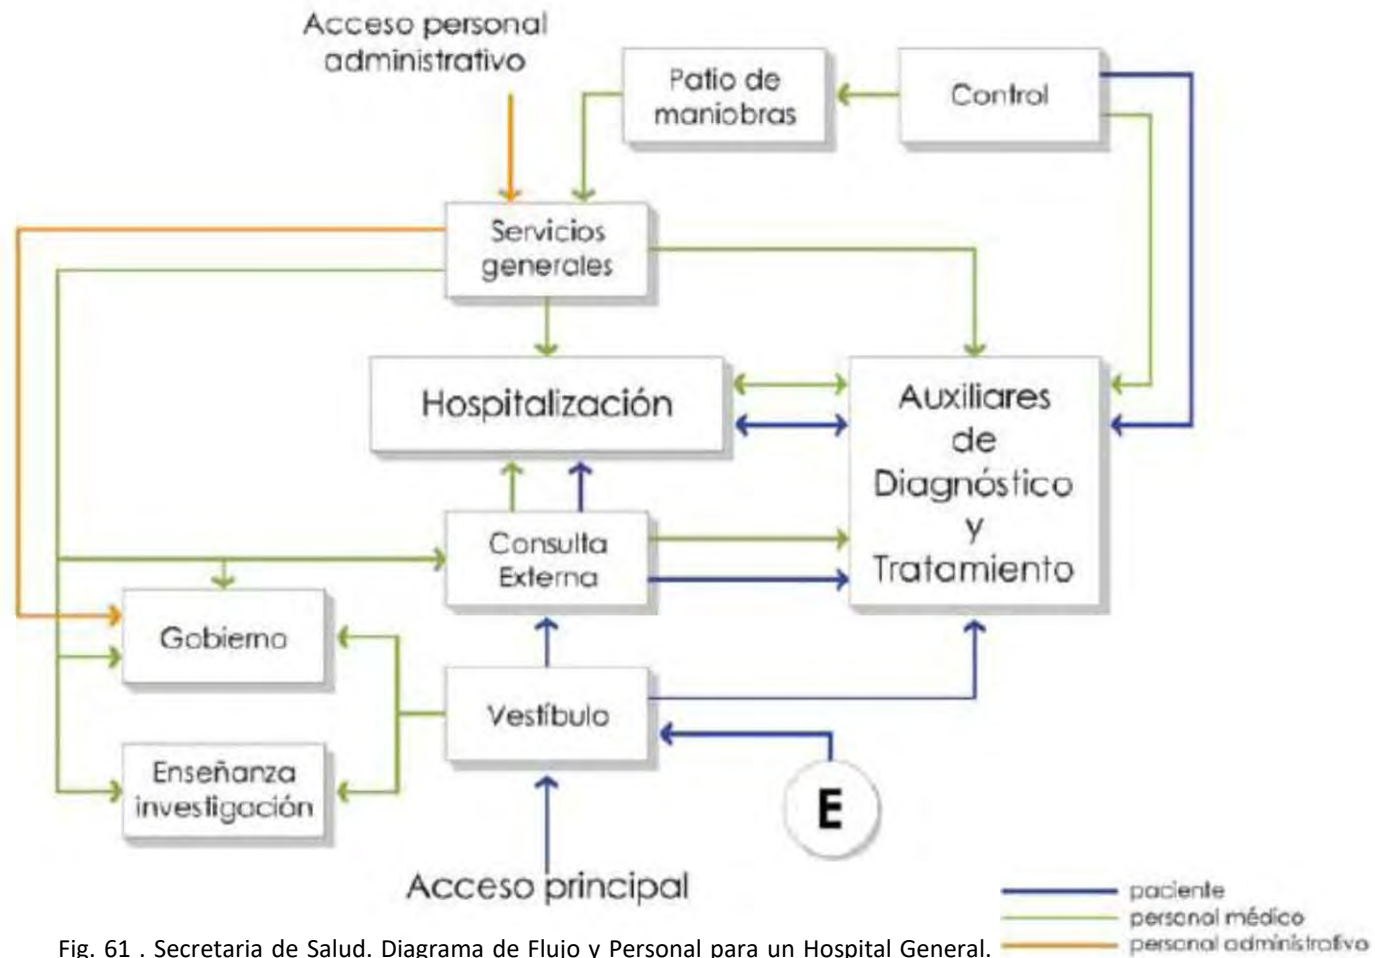 Acceso personal
administrativo
Patio de
maniobras
Control
Servicios
generales
Hospitalización
Auxiliares
de
Diagnóstico
y
Tratamiento
Consulta
Externa
Gobierno
Vestíbulo
Enseñanza
investigación
E
Acceso principal
paciente
personal médico
personal administrativo
Fig. 61 . Secretaria de Salud. Diagrama de Flujo y Personal para un Hospital General.